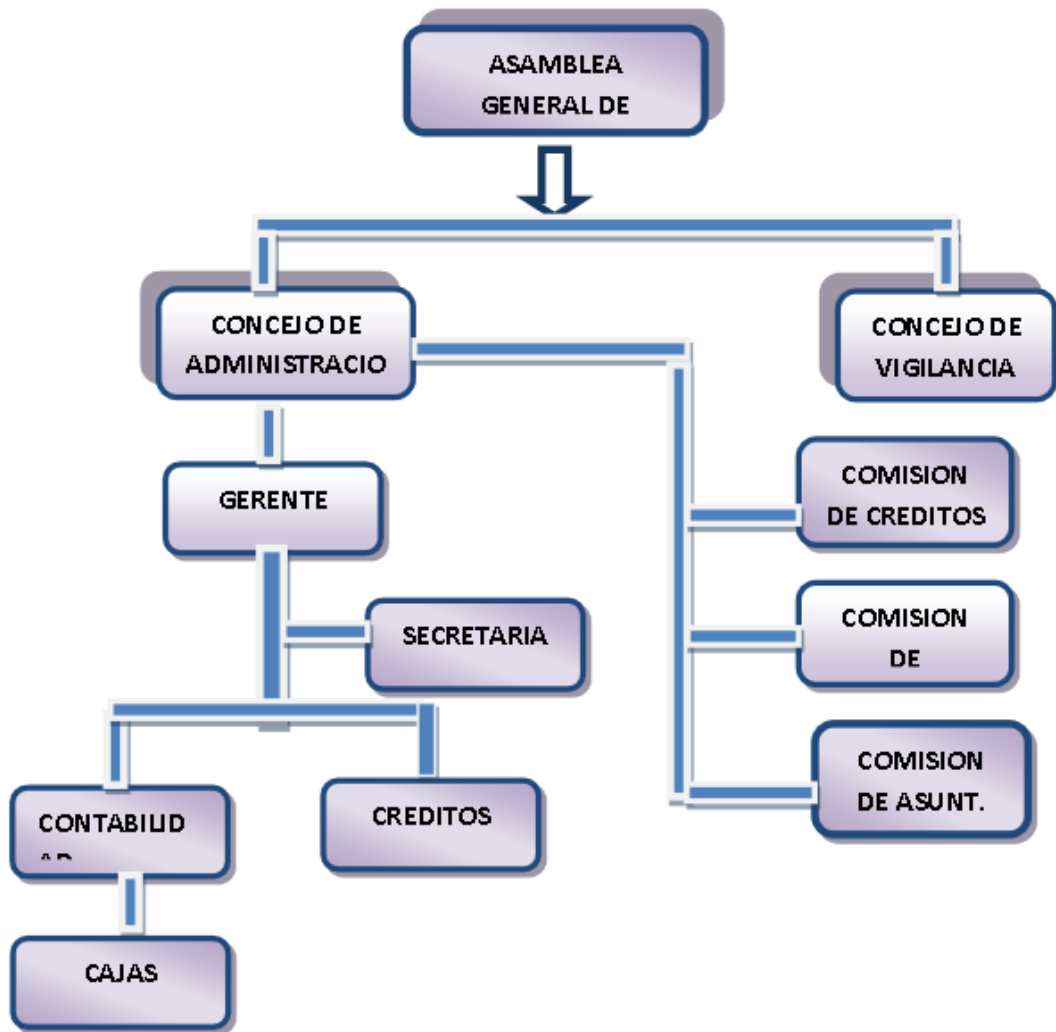 ASAMBLEA
GENERAL DE
CONCEJO DE
ADMINISTRACIO
CONCEJO DE
VIGILANCIA
GERENTE
COMISION
DE CREDITOS
COMISION
DE
SECRETARIA
COMISION
DE ASUNT.
CONTABILID
CREDITOS
CAJAS